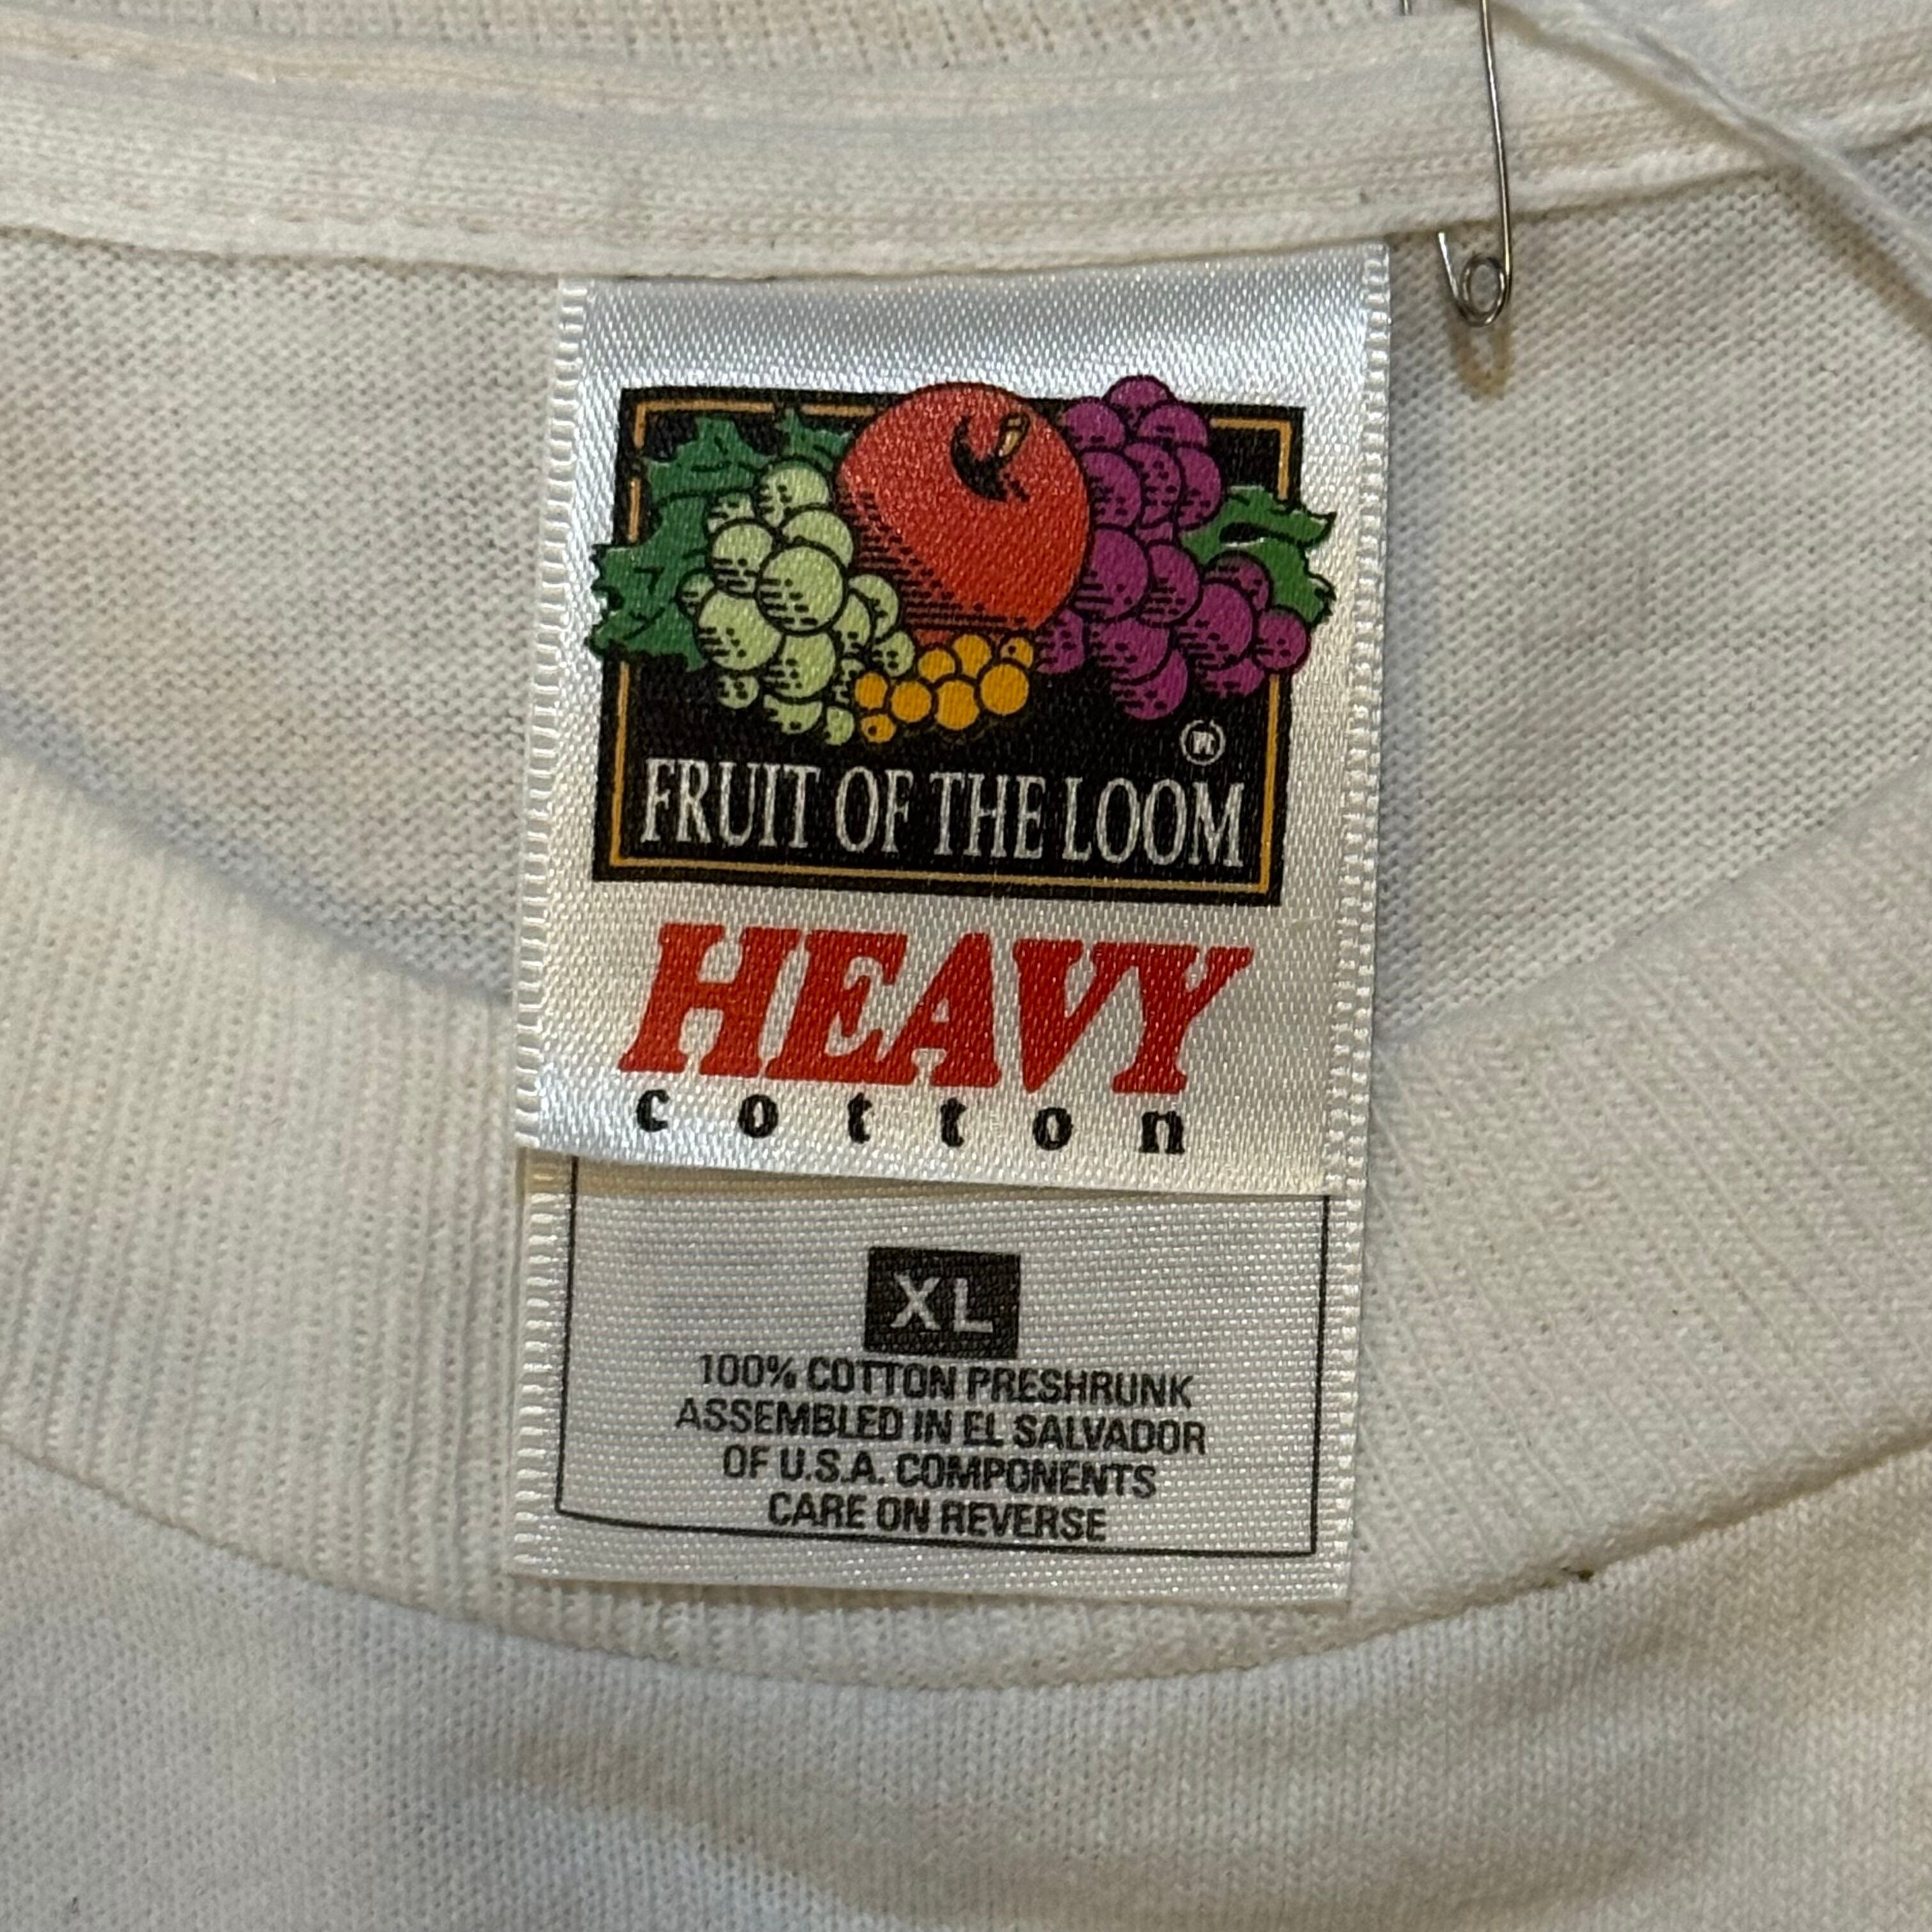 ®
FRUIT OF THE LOOM
HEAVY
cotton
XL
100% COTTON PRESHRUNK
ASSEMBLED IN EL SALVADOR
OF U.S.A. COMPONENTS
CARE ON REVERSE